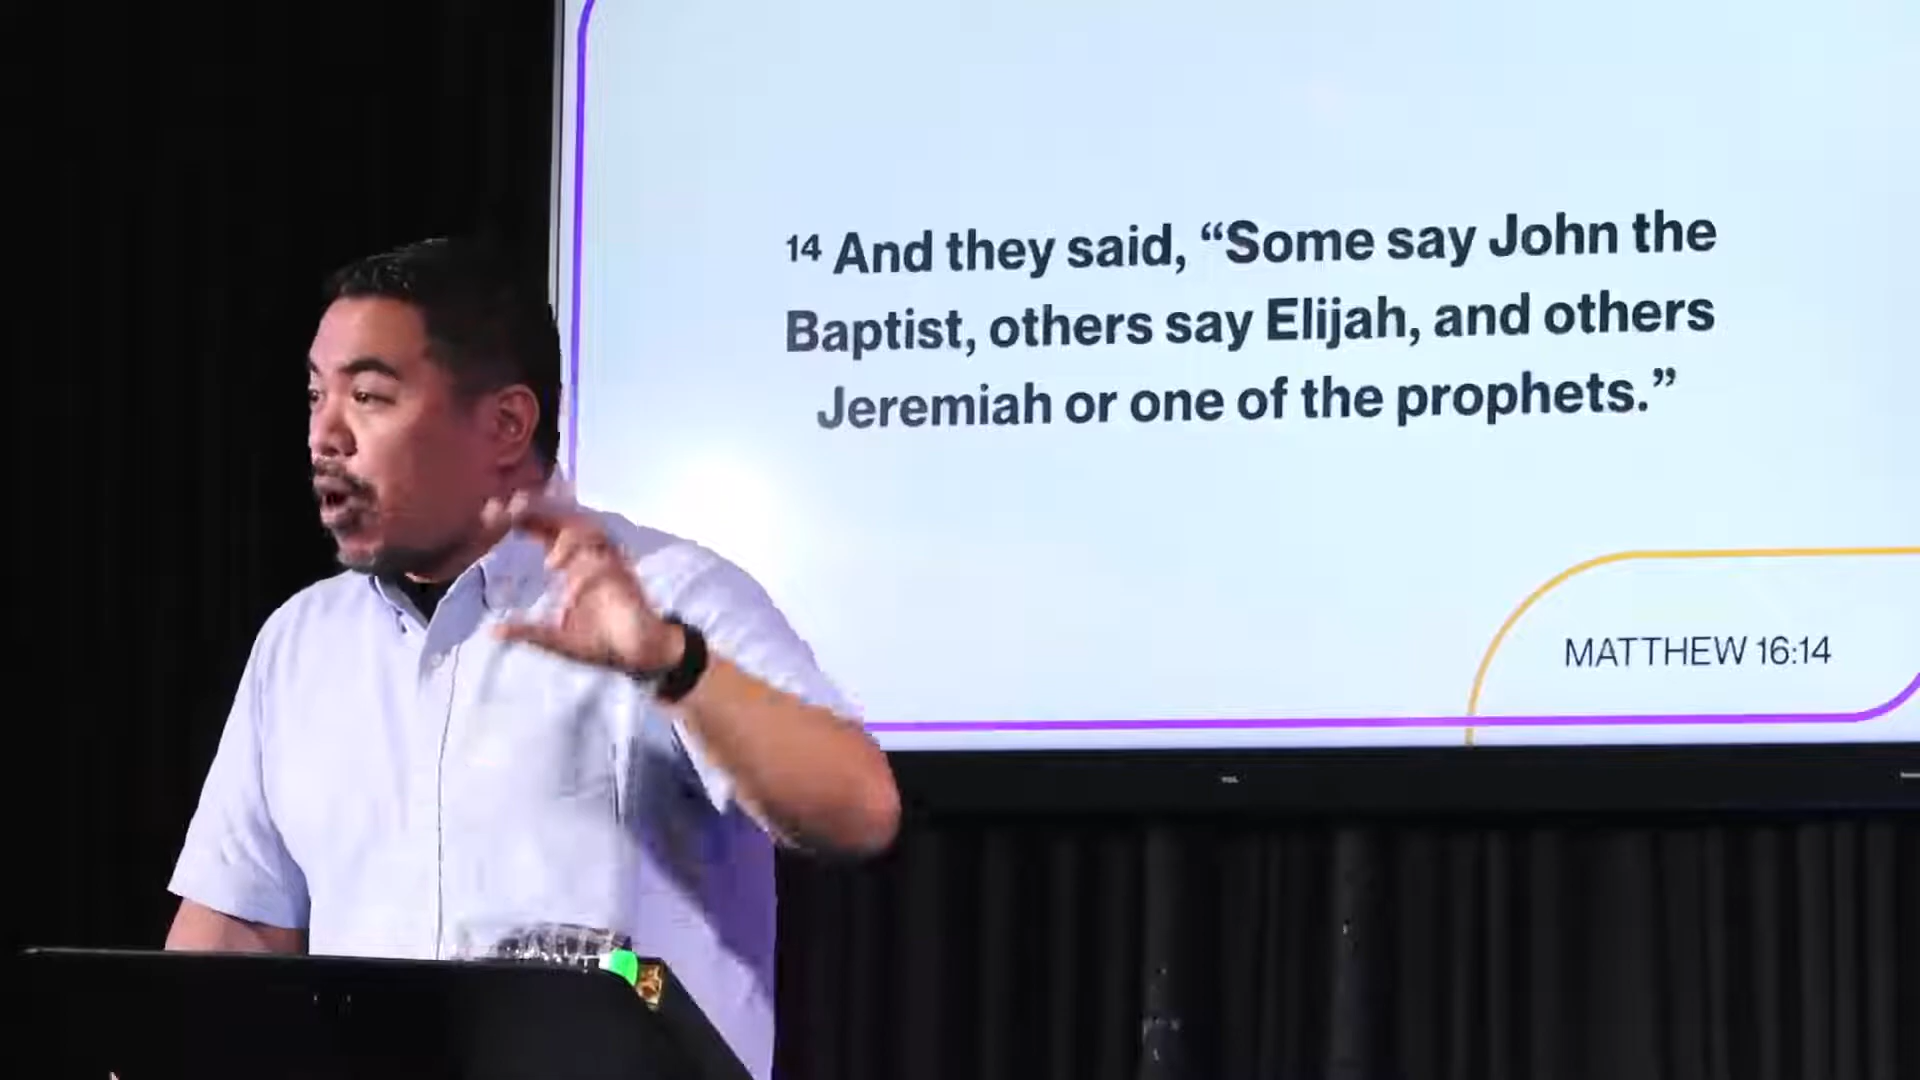 14 And they said, “Some say John the
Baptist, others say Elijah, and others
Jeremiah or one of the prophets.”
MATTHEW 16:14
TCL